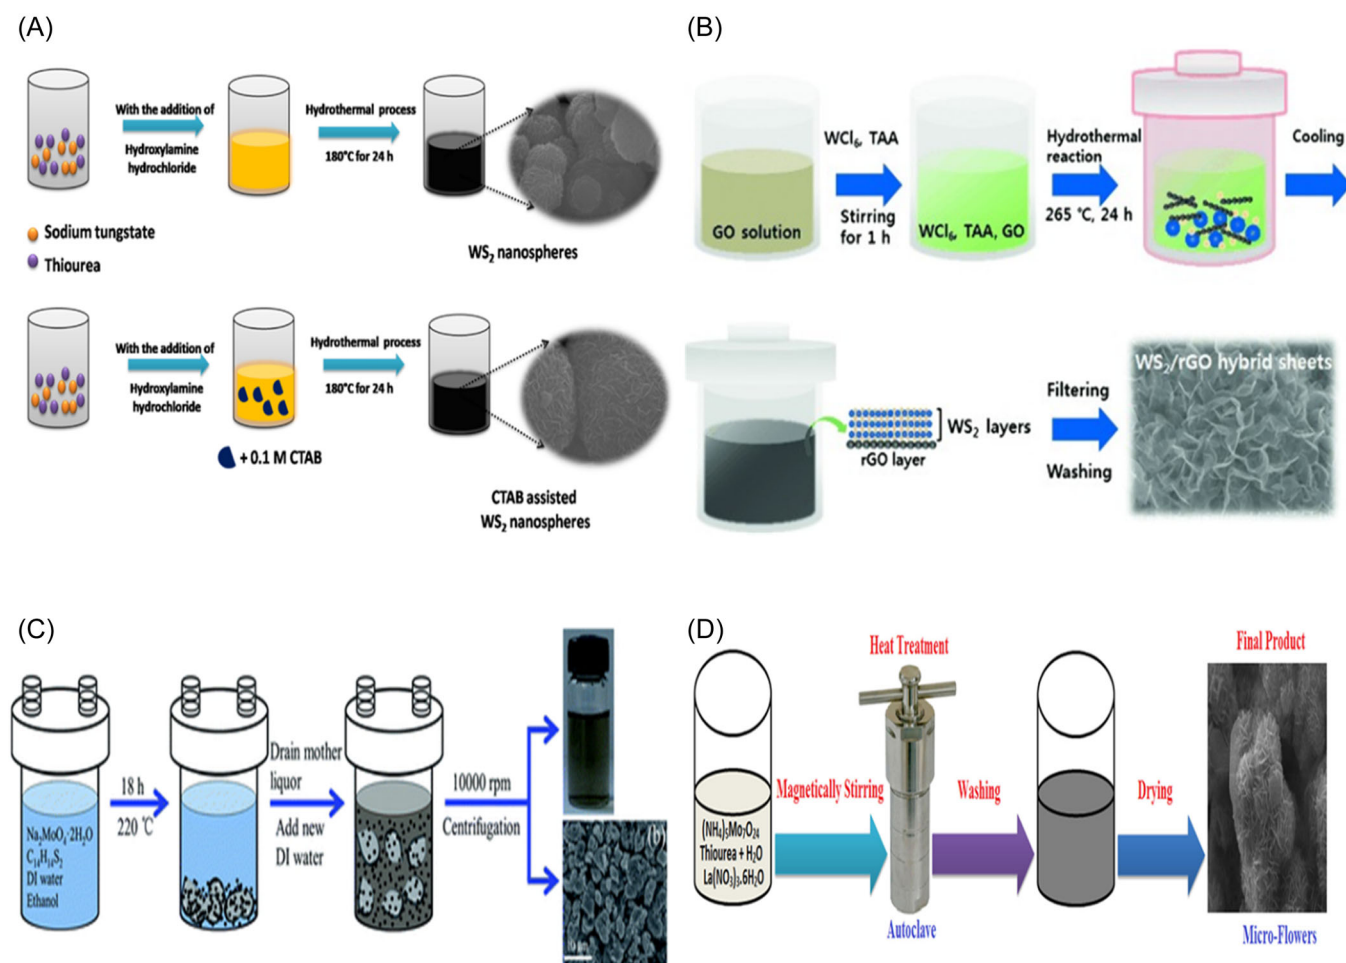 (A)
With the addition of
Hydroxylamine
hydrochloride
Hydrothermal process
180°C for 24 h
WS₂ nanospheres
Sodium tungstate
Thiourea
With the addition of
Hydroxylamine
hydrochloride
Hydrothermal process
180°C for 24 h
+ 0.1 M CTAB
CTAB assisted
WS₂ nanospheres
(B)
GO solution
WCl₆, TAA
Stirring
for 1 h
WCl₆, TAA, GO
Hydrothermal
reaction
265 ℃, 24 h
Cooling
WS₂ layers
rGO layer
Filtering
Washing
WS₂/rGO hybrid sheets
(C)
Na₂MoO₄·2H₂O
C₁₄H₁₄S₂
DI water
Ethanol
18 h
220 ℃
Drain mother
liquor
Add new
DI water
10000 rpm
Centrifugation
(b)
(D)
(NH₄)₅Mo₇O₂₄
Thiourea + H₂O
La(NO₃)₃.6H₂O
Magnetically Stirring
Heat Treatment
Autoclave
Washing
Drying
Final Product
Micro-Flowers